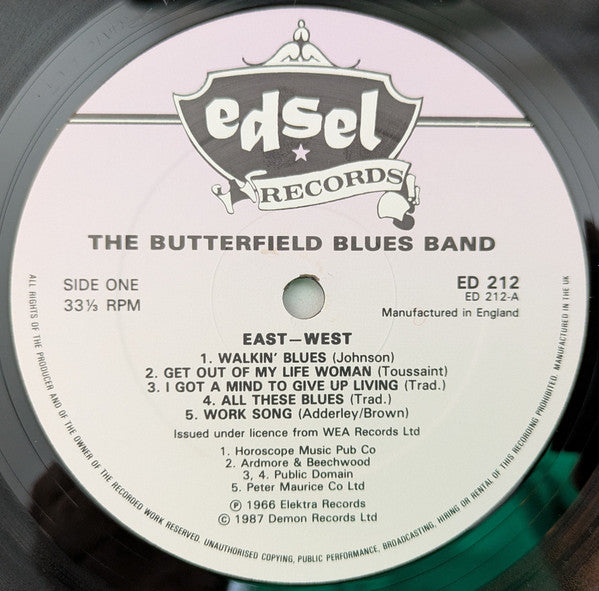 edsel
RECORDS
THE BUTTERFIELD BLUES BAND
SIDE ONE
33⅓ RPM
ED 212
ED 212-A
Manufactured in England
EAST—WEST
1. WALKIN' BLUES (Johnson)
2. GET OUT OF MY LIFE WOMAN (Toussaint)
3. I GOT A MIND TO GIVE UP LIVING (Trad.)
4. ALL THESE BLUES (Trad.)
5. WORK SONG (Adderley/Brown)
Issued under licence from WEA Records Ltd
1. Horoscope Music Pub Co
2. Ardmore & Beechwood
3, 4. Public Domain
5. Peter Maurice Co Ltd
Ⓟ 1966 Elektra Records
© 1987 Demon Records Ltd
ALL RIGHTS OF THE PRODUCER AND OF THE OWNER OF THE RECORDED WORK RESERVED. UNAUTHORISED COPYING, PUBLIC PERFORMANCE, BROADCASTING, HIRING OR RENTAL OF THIS RECORDING PROHIBITED. MANUFACTURED IN THE UK